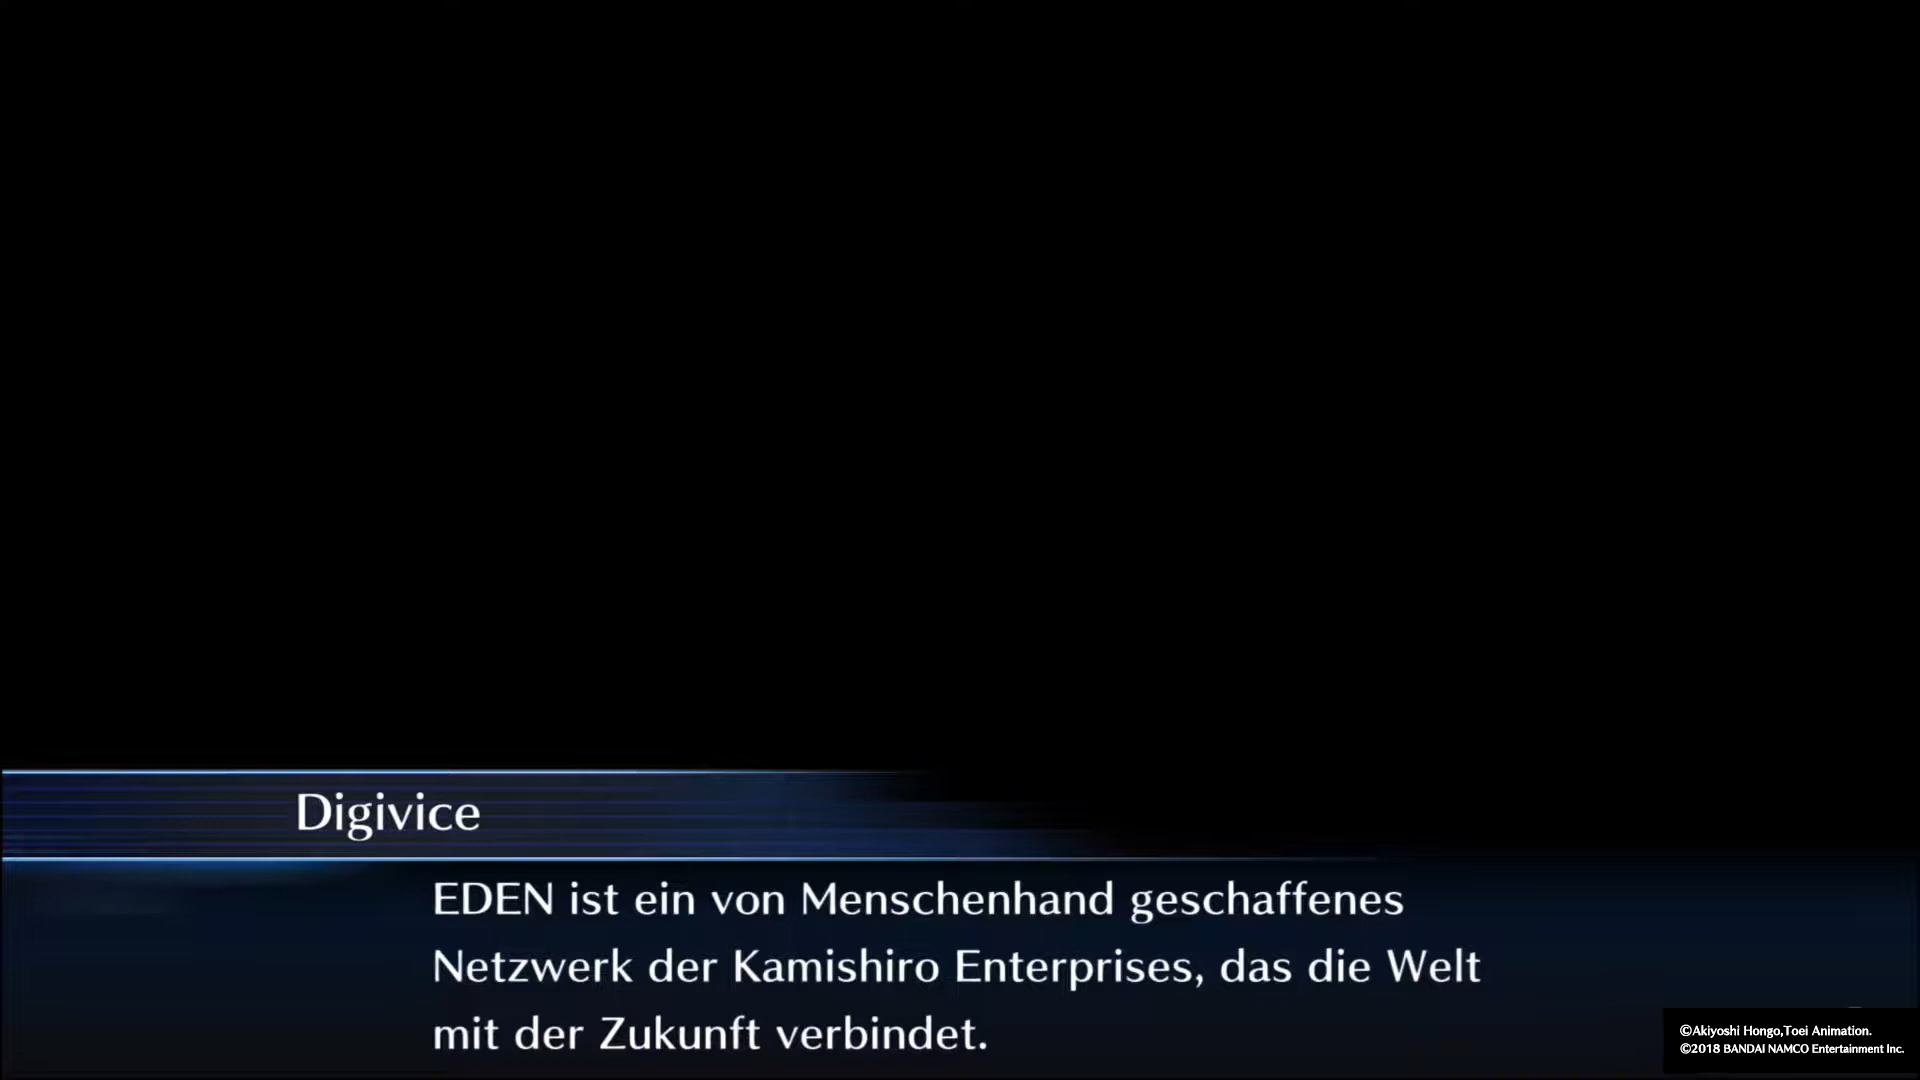 Digivice
EDEN ist ein von Menschenhand geschaffenes
Netzwerk der Kamishiro Enterprises, das die Welt
mit der Zukunft verbindet.
©Akiyoshi Hongo,Toei Animation.
©2018 BANDAI NAMCO Entertainment Inc.